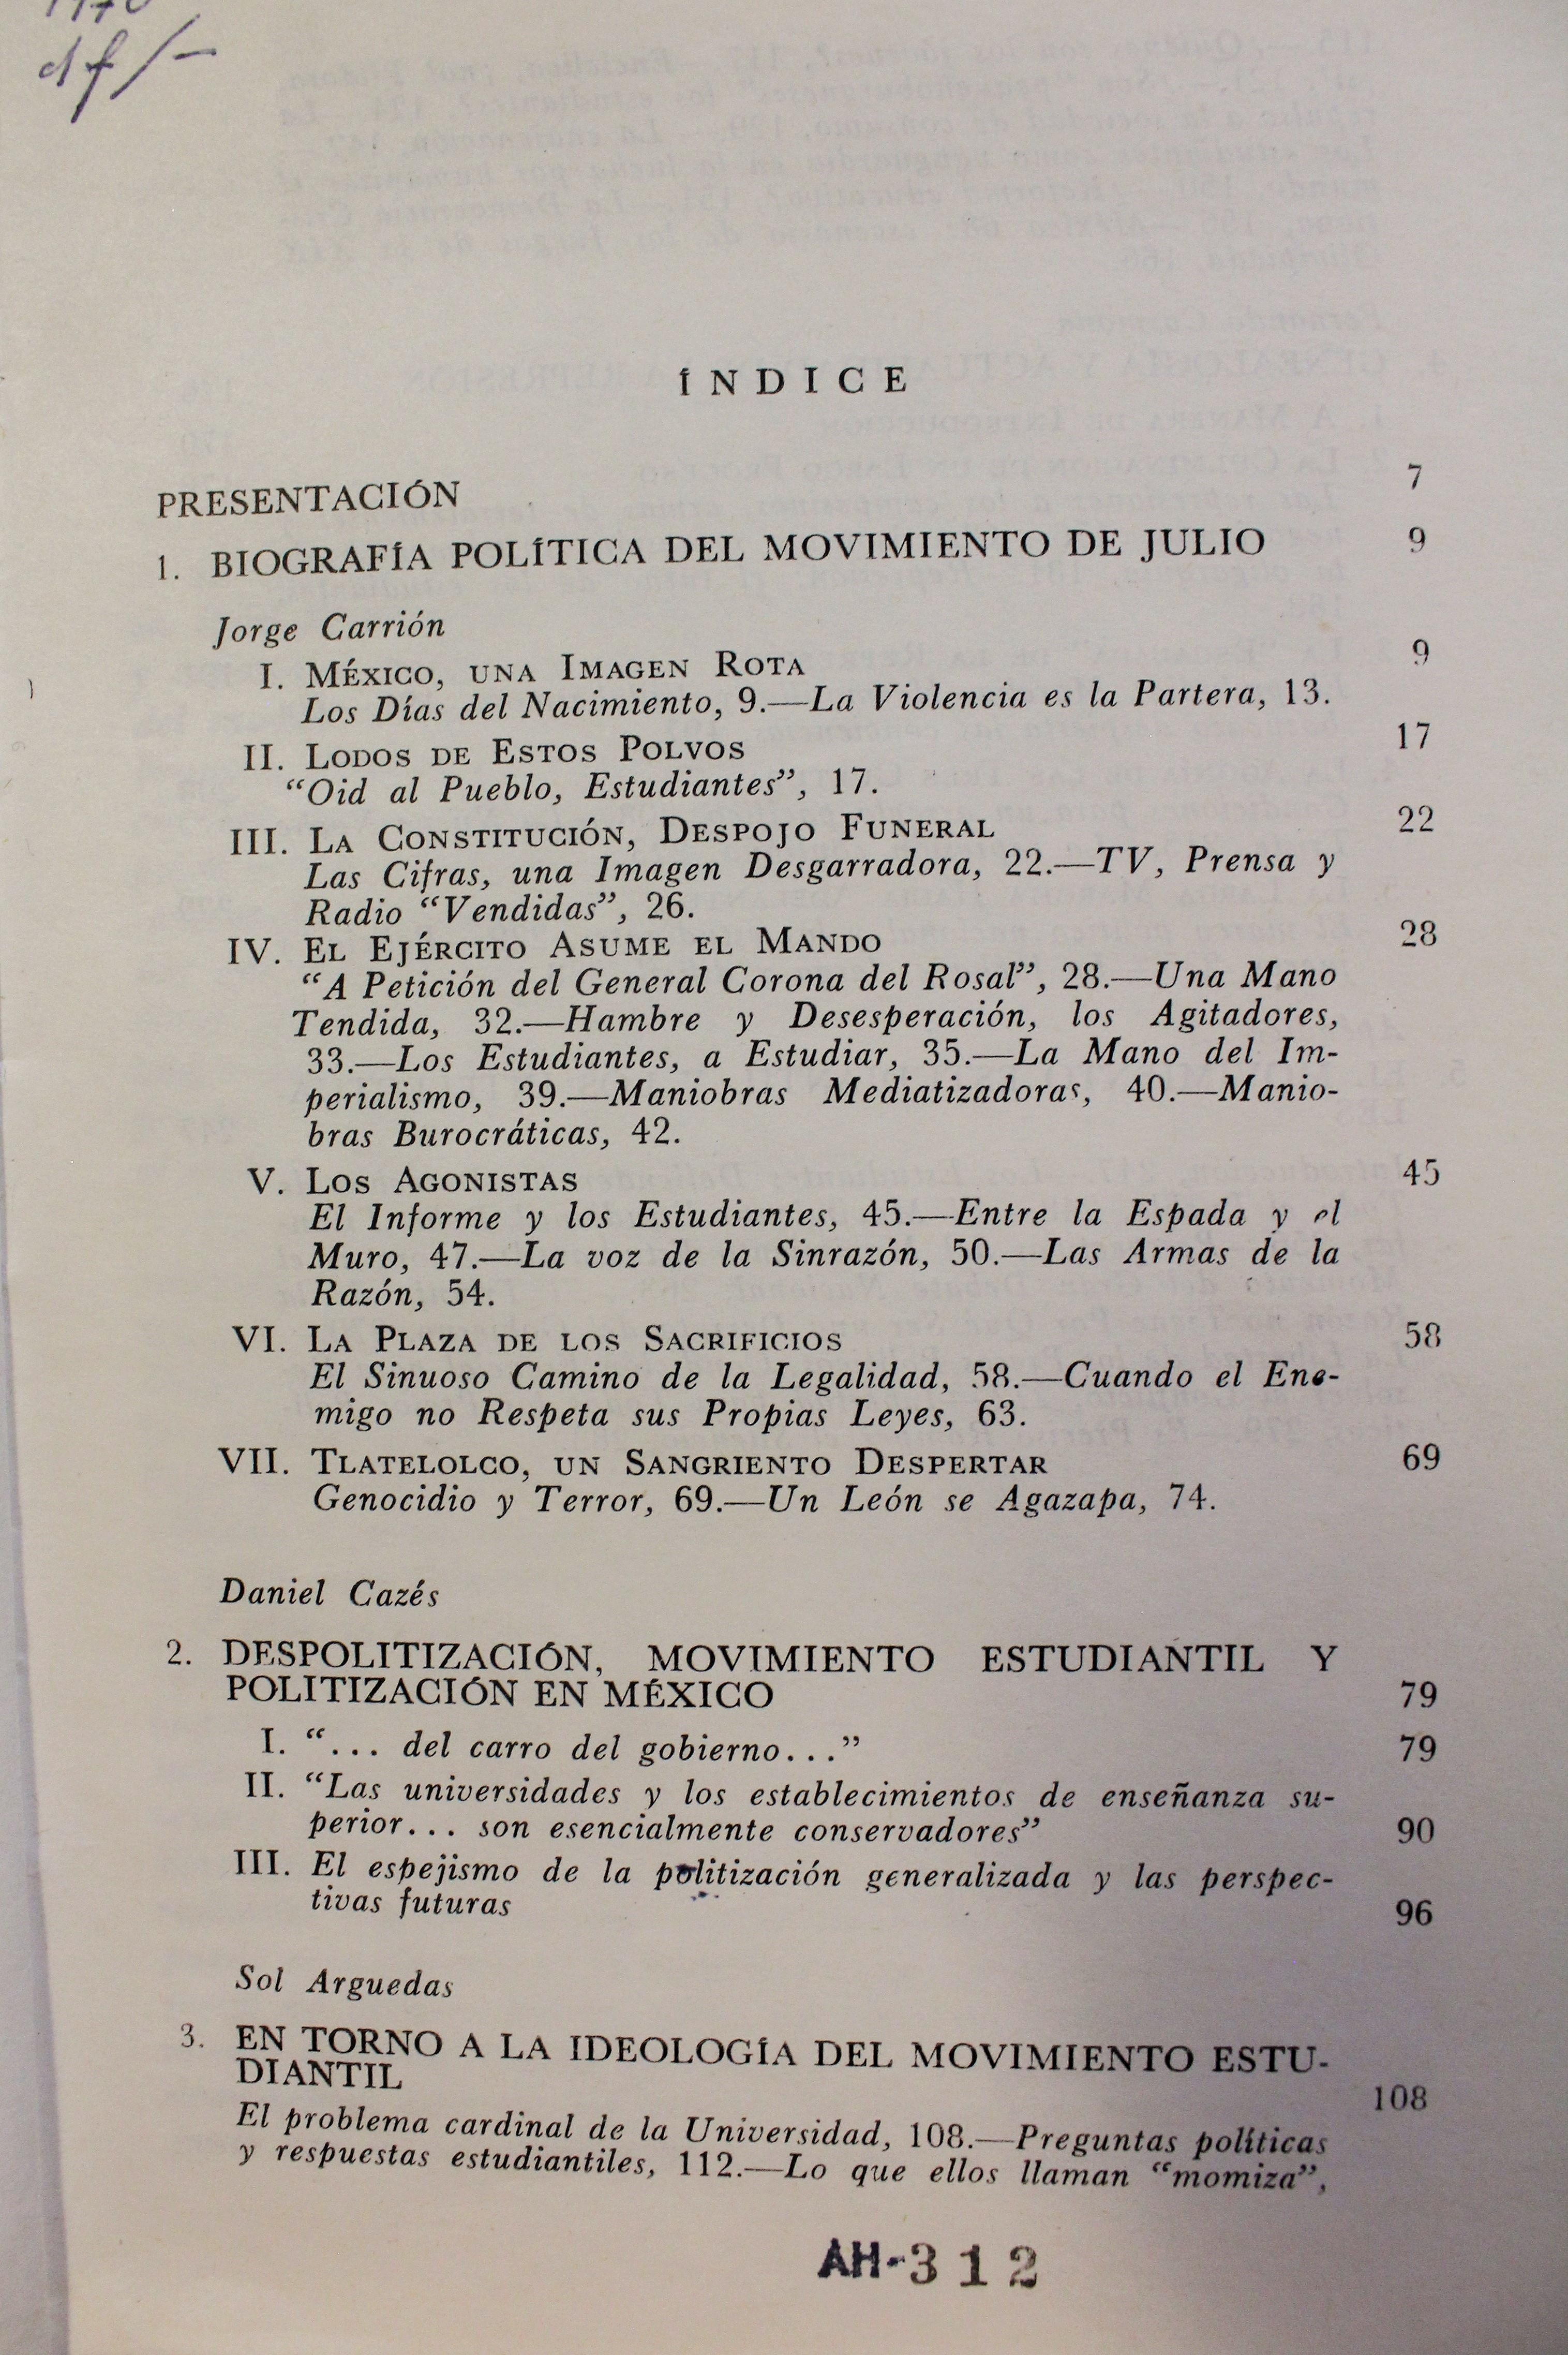 df/-
ÍNDICE
PRESENTACIÓN 7
1. BIOGRAFÍA POLÍTICA DEL MOVIMIENTO DE JULIO 9
Jorge Carrión
I. México, una Imagen Rota 9
Los Días del Nacimiento, 9.—La Violencia es la Partera, 13.
II. Lodos de Estos Polvos 17
“Oid al Pueblo, Estudiantes”, 17.
III. La Constitución, Despojo Funeral 22
Las Cifras, una Imagen Desgarradora, 22.—TV, Prensa y
Radio “Vendidas”, 26.
IV. El Ejército Asume el Mando 28
“A Petición del General Corona del Rosal”, 28.—Una Mano
Tendida, 32.—Hambre y Desesperación, los Agitadores,
33.—Los Estudiantes, a Estudiar, 35.—La Mano del Im-
perialismo, 39.—Maniobras Mediatizadoras, 40.—Manio-
bras Burocráticas, 42.
V. Los Agonistas 45
El Informe y los Estudiantes, 45.—Entre la Espada y el
Muro, 47.—La voz de la Sinrazón, 50.—Las Armas de la
Razón, 54.
VI. La Plaza de los Sacrificios 58
El Sinuoso Camino de la Legalidad, 58.—Cuando el Ene-
migo no Respeta sus Propias Leyes, 63.
VII. Tlatelolco, un Sangriento Despertar 69
Genocidio y Terror, 69.—Un León se Agazapa, 74.
Daniel Cazés
2. DESPOLITIZACIÓN, MOVIMIENTO ESTUDIANTIL Y
POLITIZACIÓN EN MÉXICO 79
I. “... del carro del gobierno...” 79
II. “Las universidades y los establecimientos de enseñanza su-
perior... son esencialmente conservadores” 90
III. El espejismo de la politización generalizada y las perspec-
tivas futuras 96
Sol Arguedas
3. EN TORNO A LA IDEOLOGÍA DEL MOVIMIENTO ESTU-
DIANTIL 108
El problema cardinal de la Universidad, 108.—Preguntas políticas
y respuestas estudiantiles, 112.—Lo que ellos llaman “momiza”,
AH-312